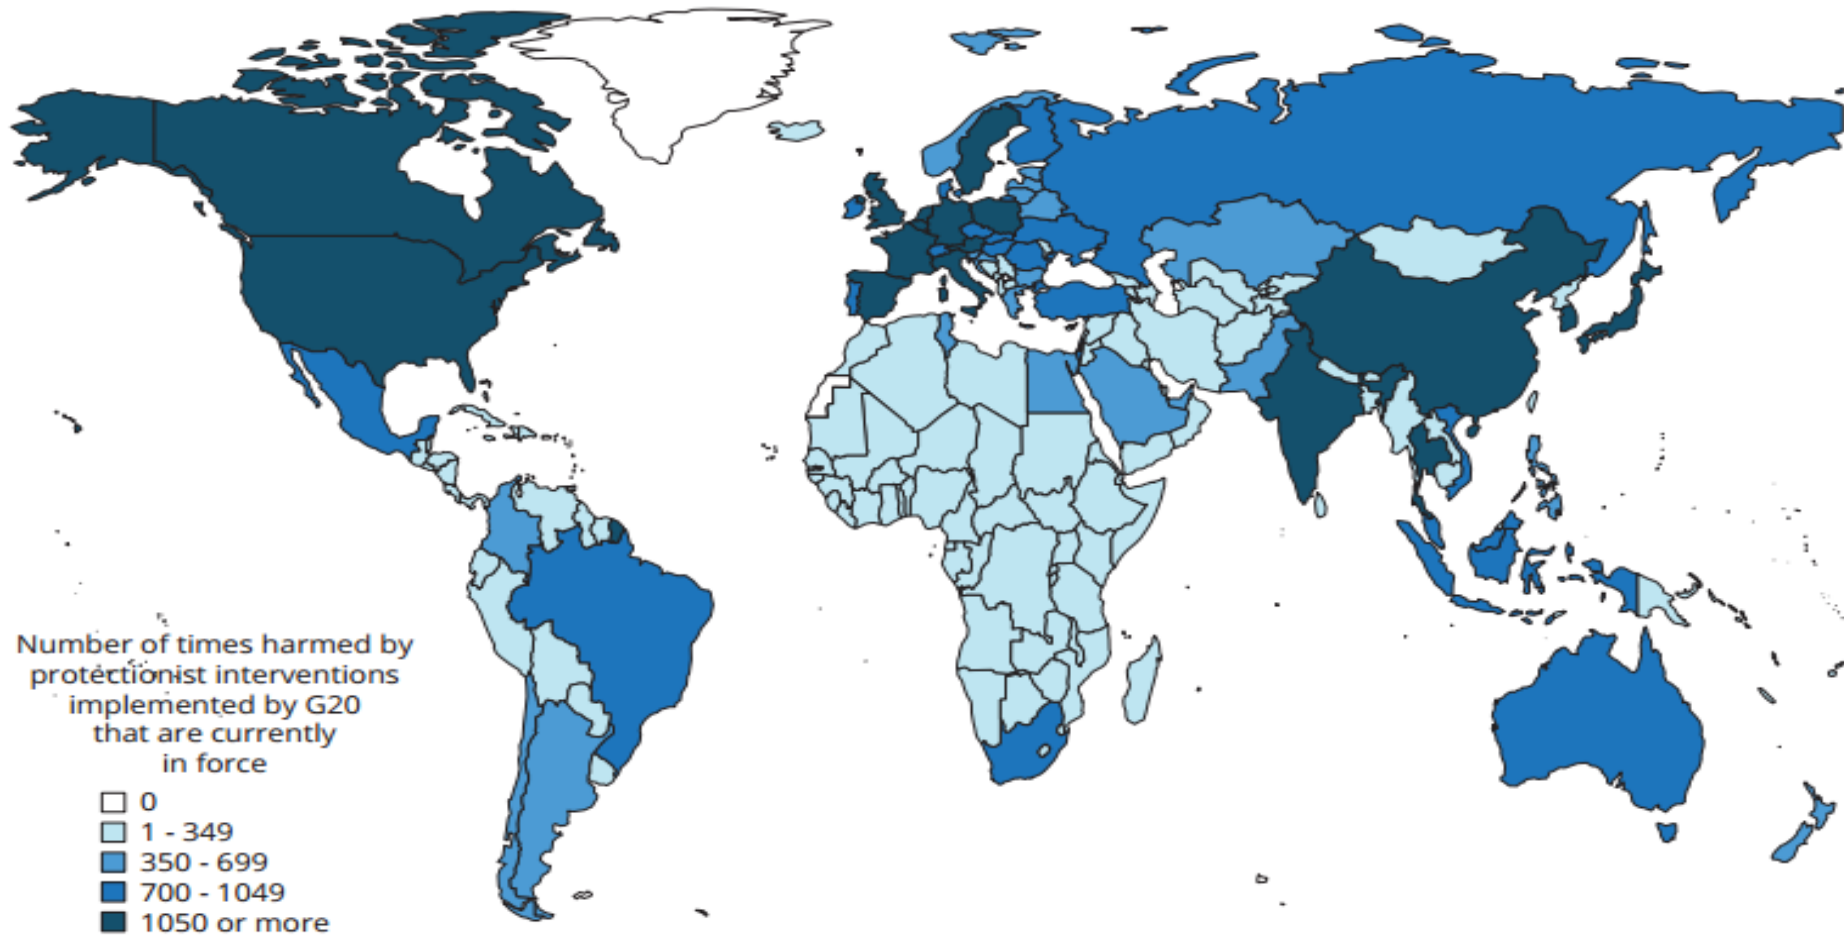 Number of times harmed by
protectionist interventions
implemented by G20
that are currently
in force
0
1 - 349
350 - 699
700 - 1049
1050 or more